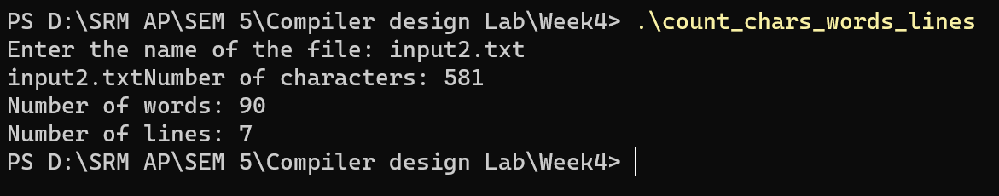 PS D:\SRM AP\SEM 5\Compiler design Lab\Week4> .\count_chars_words_lines
Enter the name of the file: input2.txt
input2.txtNumber of characters: 581
Number of words: 90
Number of lines: 7
PS D:\SRM AP\SEM 5\Compiler design Lab\Week4>